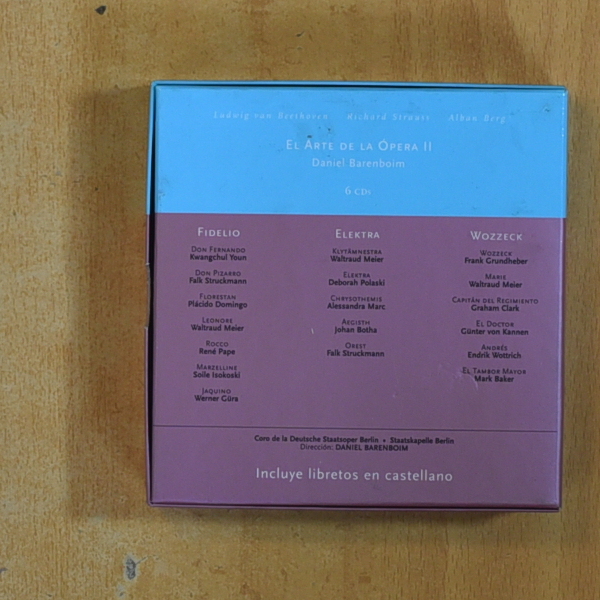 Ludwig van Beethoven Richard Strauss Alban Berg
El Arte de la Ópera II
Daniel Barenboim
6 CDs
Fidelio
Don Fernando
Kwangchul Youn
Don Pizarro
Falk Struckmann
Florestan
Plácido Domingo
Leonore
Waltraud Meier
Rocco
René Pape
Marzelline
Soile Isokoski
Jaquino
Werner Güra
Elektra
Klytämnestra
Waltraud Meier
Elektra
Deborah Polaski
Chrysothemis
Alessandra Marc
Aegisth
Johan Botha
Orest
Falk Struckmann
Wozzeck
Wozzeck
Frank Grundheber
Marie
Waltraud Meier
Capitán del Regimiento
Graham Clark
El Doctor
Günter von Kannen
Andrés
Endrik Wottrich
El Tambor Mayor
Mark Baker
Coro de la Deutsche Staatsoper Berlin • Staatskapelle Berlin
Dirección: DANIEL BARENBOIM
Incluye libretos en castellano